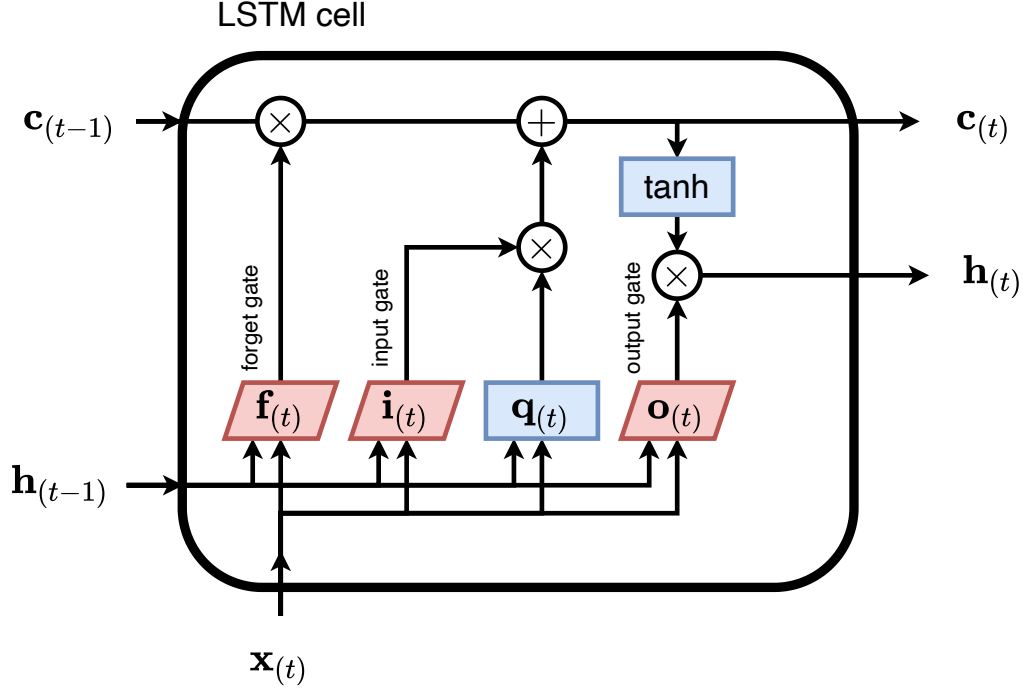 LSTM cell
c(t−1)
×
+
c(t)
tanh
×
×
h(t)
forget gate
input gate
output gate
f(t)
i(t)
q(t)
o(t)
h(t−1)
x(t)